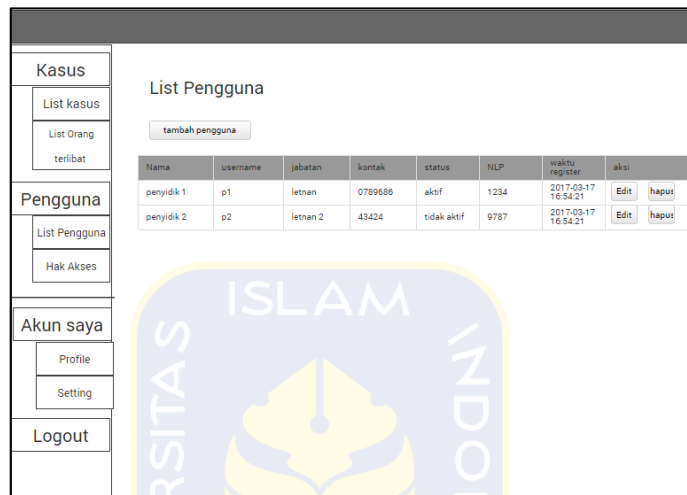 Kasus
List kasus
List Orang
terlibat
Pengguna
List Pengguna
Hak Akses
Akun saya
Profile
Setting
Logout
List Pengguna
tambah pengguna
Nama username jabatan kontak status NLP waktu register aksi
penyidik 1 p1 letnan 0789686 aktif 1234 2017-03-17 16:54:21 Edit hapus
penyidik 2 p2 letnan 2 43424 tidak aktif 9787 2017-03-17 16:54:21 Edit hapus
ISLAM
RSITAS
INDO